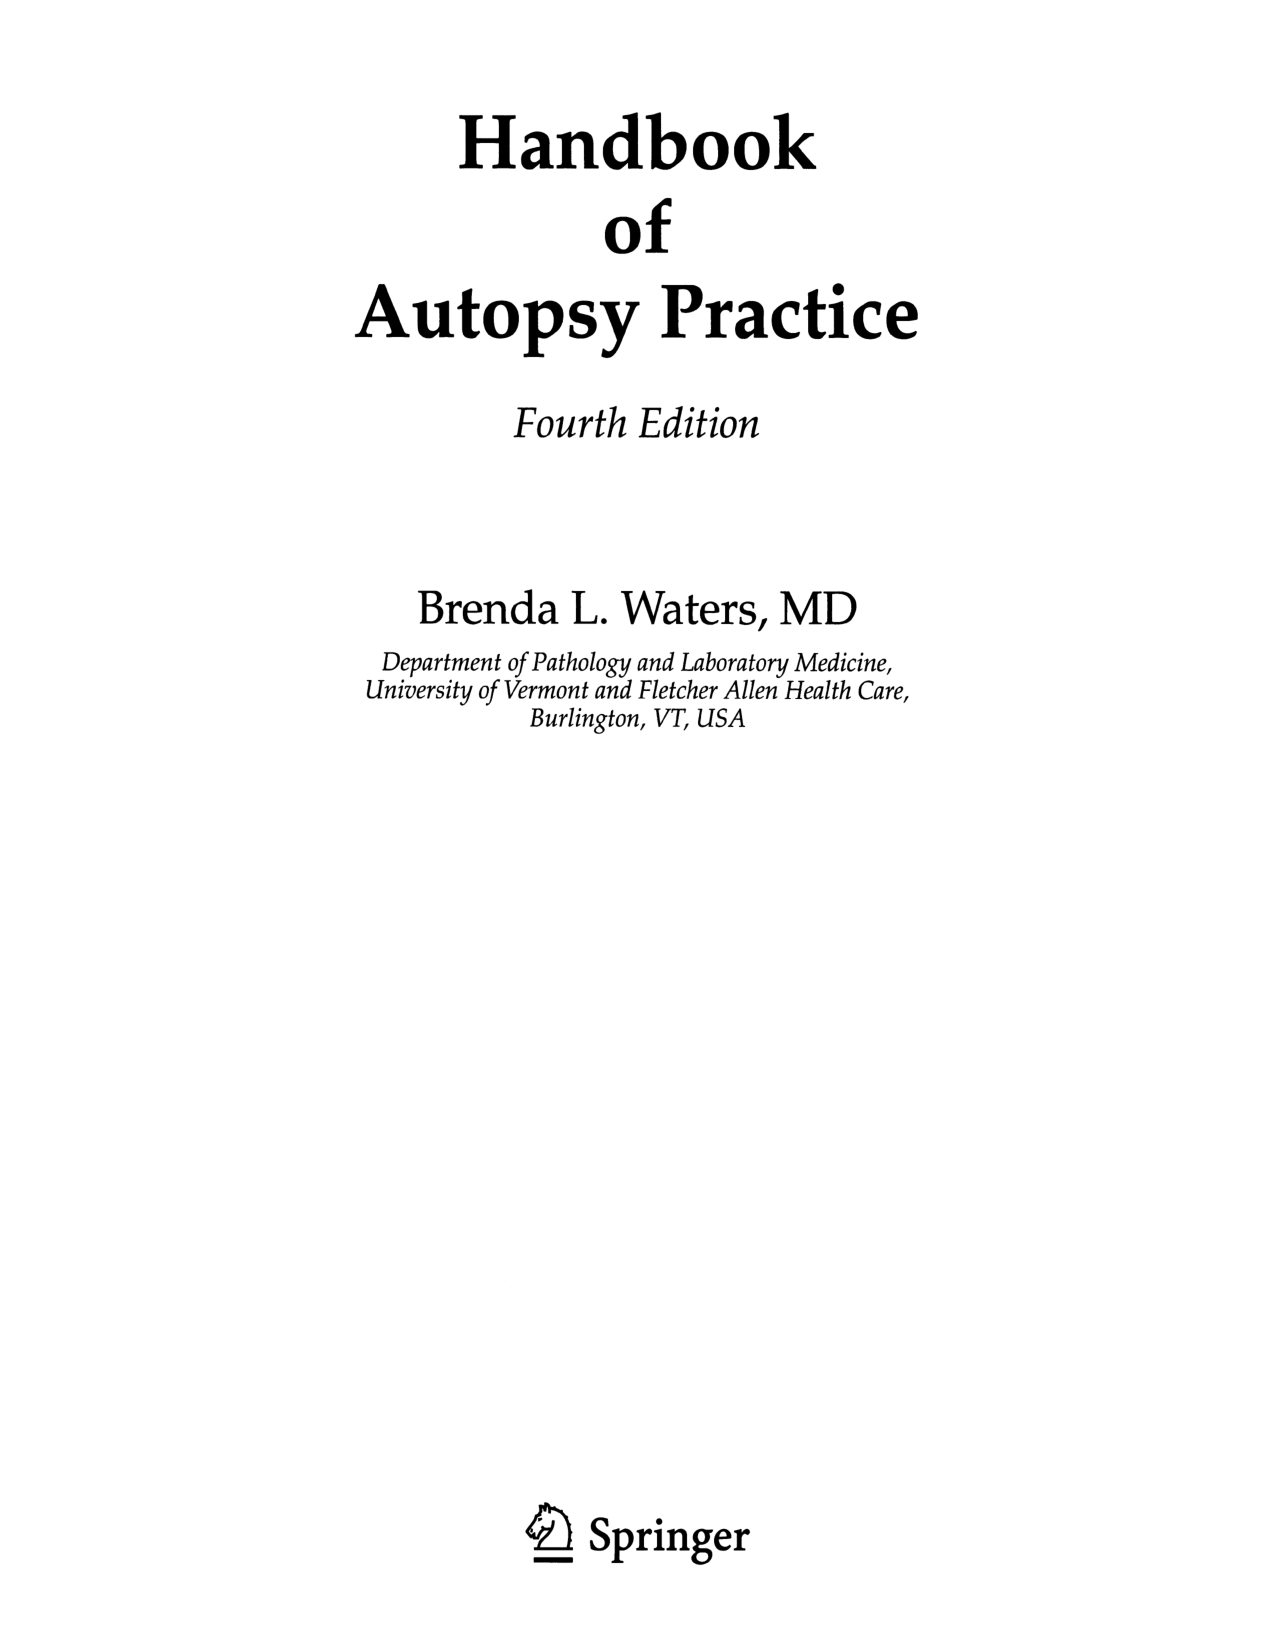 Handbook
of
Autopsy Practice
Fourth Edition
Brenda L. Waters, MD
Department of Pathology and Laboratory Medicine,
University of Vermont and Fletcher Allen Health Care,
Burlington, VT, USA
Springer